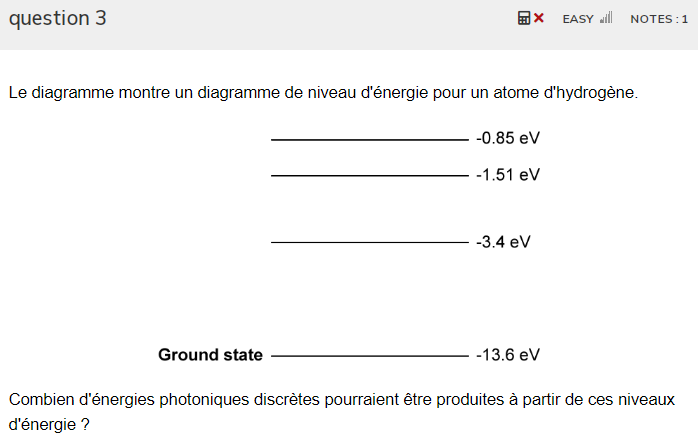 question 3
EASY
NOTES : 1
Le diagramme montre un diagramme de niveau d'énergie pour un atome d'hydrogène.
-0.85 eV
-1.51 eV
-3.4 eV
Ground state -13.6 eV
Combien d'énergies photoniques discrètes pourraient être produites à partir de ces niveaux
d'énergie ?